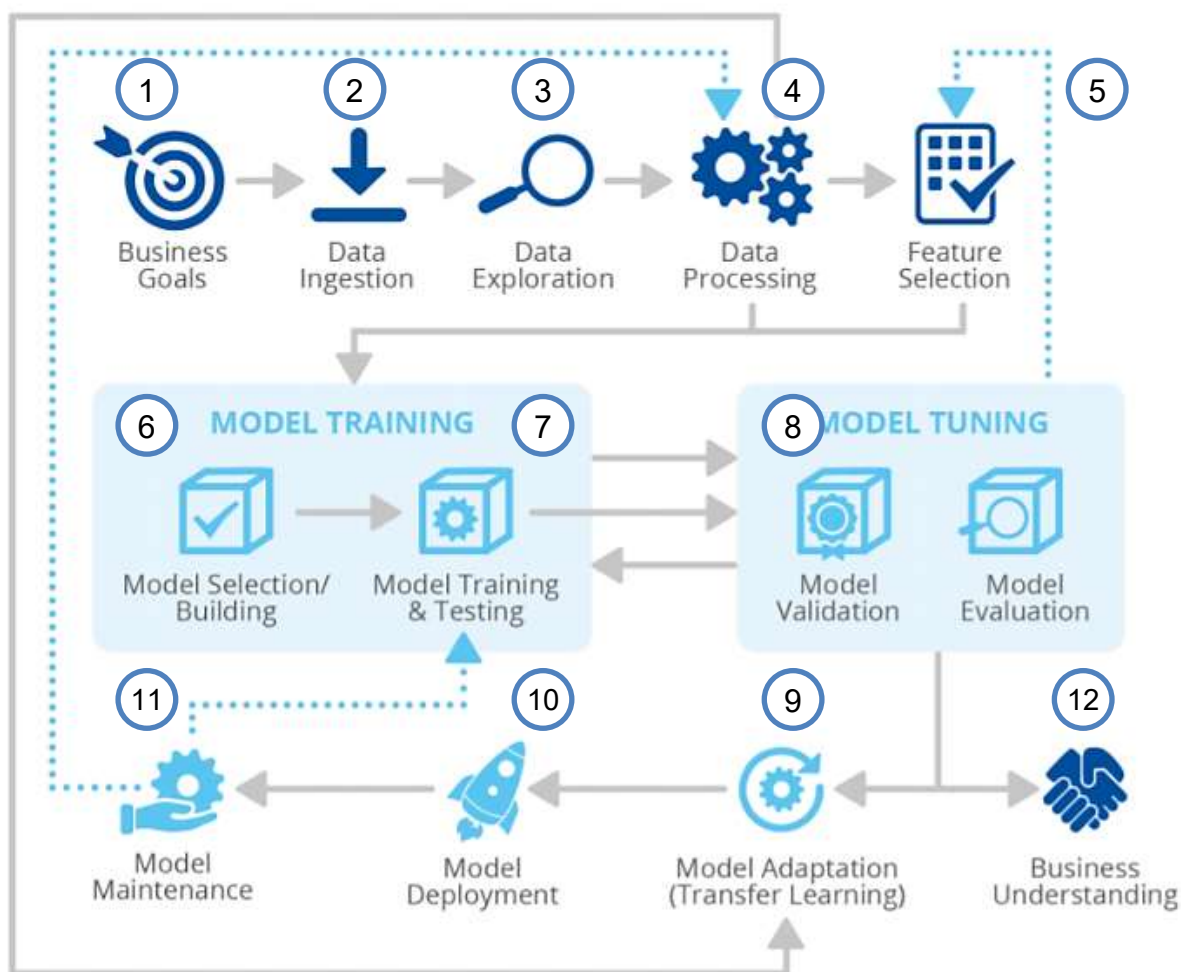 1
2
3
4
5
Business
Goals
Data
Ingestion
Data
Exploration
Data
Processing
Feature
Selection
6
MODEL TRAINING
7
8
MODEL TUNING
Model Selection/
Building
Model Training
& Testing
Model
Validation
Model
Evaluation
11
10
9
12
Model
Maintenance
Model
Deployment
Model Adaptation
(Transfer Learning)
Business
Understanding